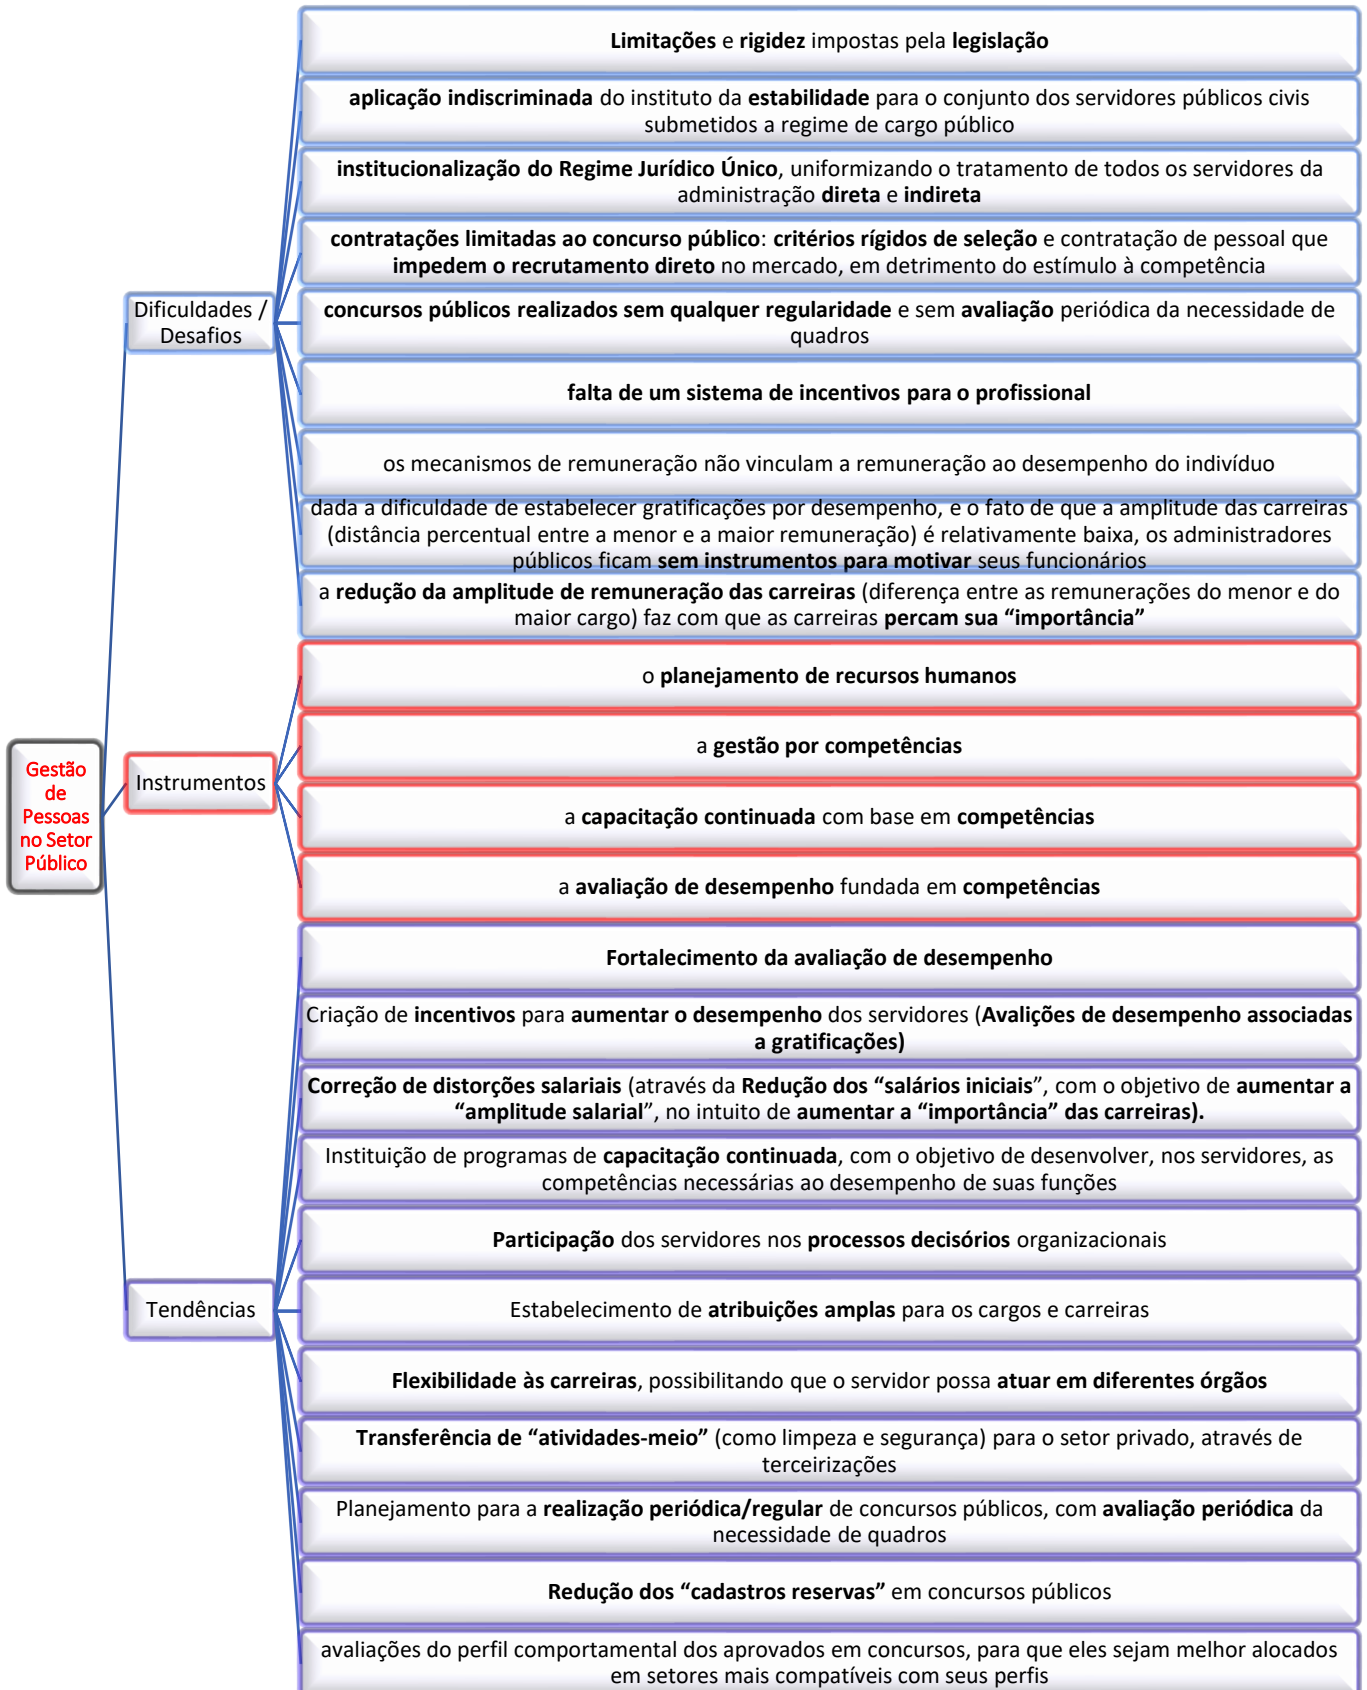 Limitações e rigidez impostas pela legislação
aplicação indiscriminada do instituto da estabilidade para o conjunto dos servidores públicos civis
submetidos a regime de cargo público
institucionalização do Regime Jurídico Único, uniformizando o tratamento de todos os servidores da
administração direta e indireta
contratações limitadas ao concurso público: critérios rígidos de seleção e contratação de pessoal que
impedem o recrutamento direto no mercado, em detrimento do estímulo à competência
Dificuldades /
Desafios
concursos públicos realizados sem qualquer regularidade e sem avaliação periódica da necessidade de
quadros
falta de um sistema de incentivos para o profissional
os mecanismos de remuneração não vinculam a remuneração ao desempenho do indivíduo
dada a dificuldade de estabelecer gratificações por desempenho, e o fato de que a amplitude das carreiras
(distância percentual entre a menor e a maior remuneração) é relativamente baixa, os administradores
públicos ficam sem instrumentos para motivar seus funcionários
a redução da amplitude de remuneração das carreiras (diferença entre as remunerações do menor e do
maior cargo) faz com que as carreiras percam sua “importância”
Gestão
de
Pessoas
no Setor
Público
Instrumentos
o planejamento de recursos humanos
a gestão por competências
a capacitação continuada com base em competências
a avaliação de desempenho fundada em competências
Tendências
Fortalecimento da avaliação de desempenho
Criação de incentivos para aumentar o desempenho dos servidores (Avalições de desempenho associadas
a gratificações)
Correção de distorções salariais (através da Redução dos “salários iniciais”, com o objetivo de aumentar a
“amplitude salarial”, no intuito de aumentar a “importância” das carreiras).
Instituição de programas de capacitação continuada, com o objetivo de desenvolver, nos servidores, as
competências necessárias ao desempenho de suas funções
Participação dos servidores nos processos decisórios organizacionais
Estabelecimento de atribuições amplas para os cargos e carreiras
Flexibilidade às carreiras, possibilitando que o servidor possa atuar em diferentes órgãos
Transferência de “atividades-meio” (como limpeza e segurança) para o setor privado, através de
terceirizações
Planejamento para a realização periódica/regular de concursos públicos, com avaliação periódica da
necessidade de quadros
Redução dos “cadastros reservas” em concursos públicos
avaliações do perfil comportamental dos aprovados em concursos, para que eles sejam melhor alocados
em setores mais compatíveis com seus perfis